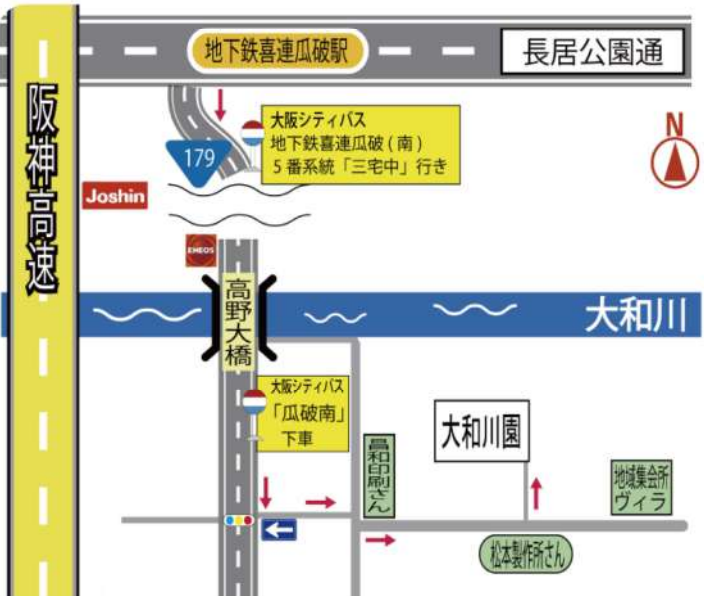 地下鉄喜連瓜破駅
長居公園通
阪神高速
大阪シティバス
地下鉄喜連瓜破(南)
5番系統「三宅中」行き
179
N
Joshin
ENEOS
高野大橋
大和川
大阪シティバス
「瓜破南」
下車
昌和印刷さん
大和川園
地域集会所
ヴィラ
松本製作所さん